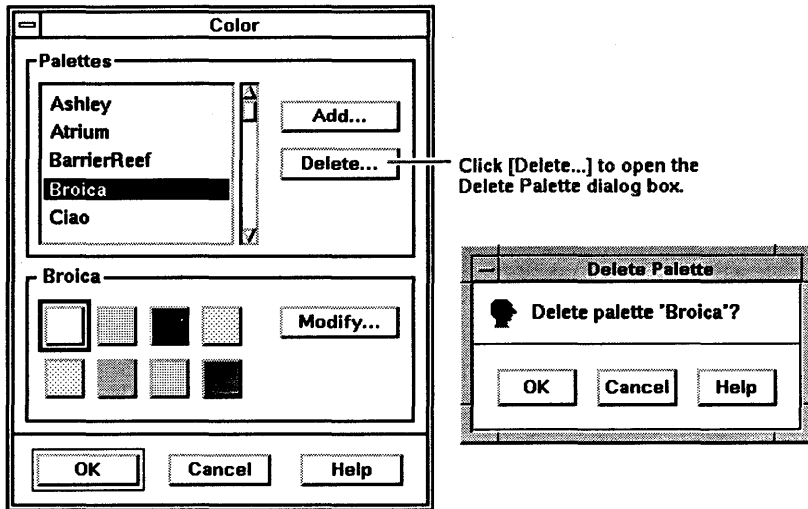 Color
Palettes
Ashley
Atrium
BarrierReef
Broica
Ciao
Add...
Delete...
Click [Delete...] to open the
Delete Palette dialog box.
Broica
Modify...
OK
Cancel
Help
Delete Palette
Delete palette "Broica"?
OK
Cancel
Help